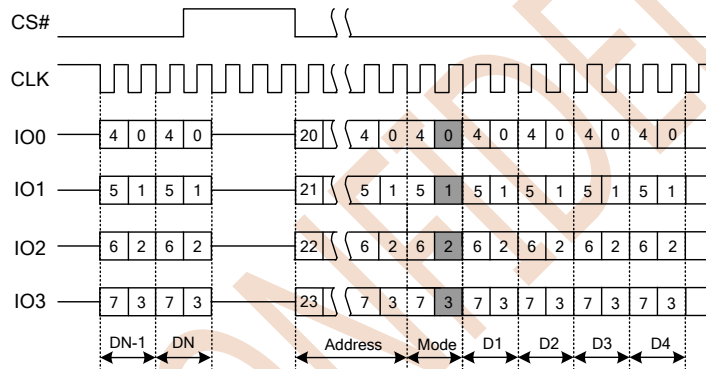 CS#
CLK
IO0 4 0 4 0 20 4 0 4 0 4 0 4 0 4 0 4 0
IO1 5 1 5 1 21 5 1 5 1 5 1 5 1 5 1 5 1
IO2 6 2 6 2 22 6 2 6 2 6 2 6 2 6 2 6 2
IO3 7 3 7 3 23 7 3 7 3 7 3 7 3 7 3 7 3
DN-1 DN Address Mode D1 D2 D3 D4